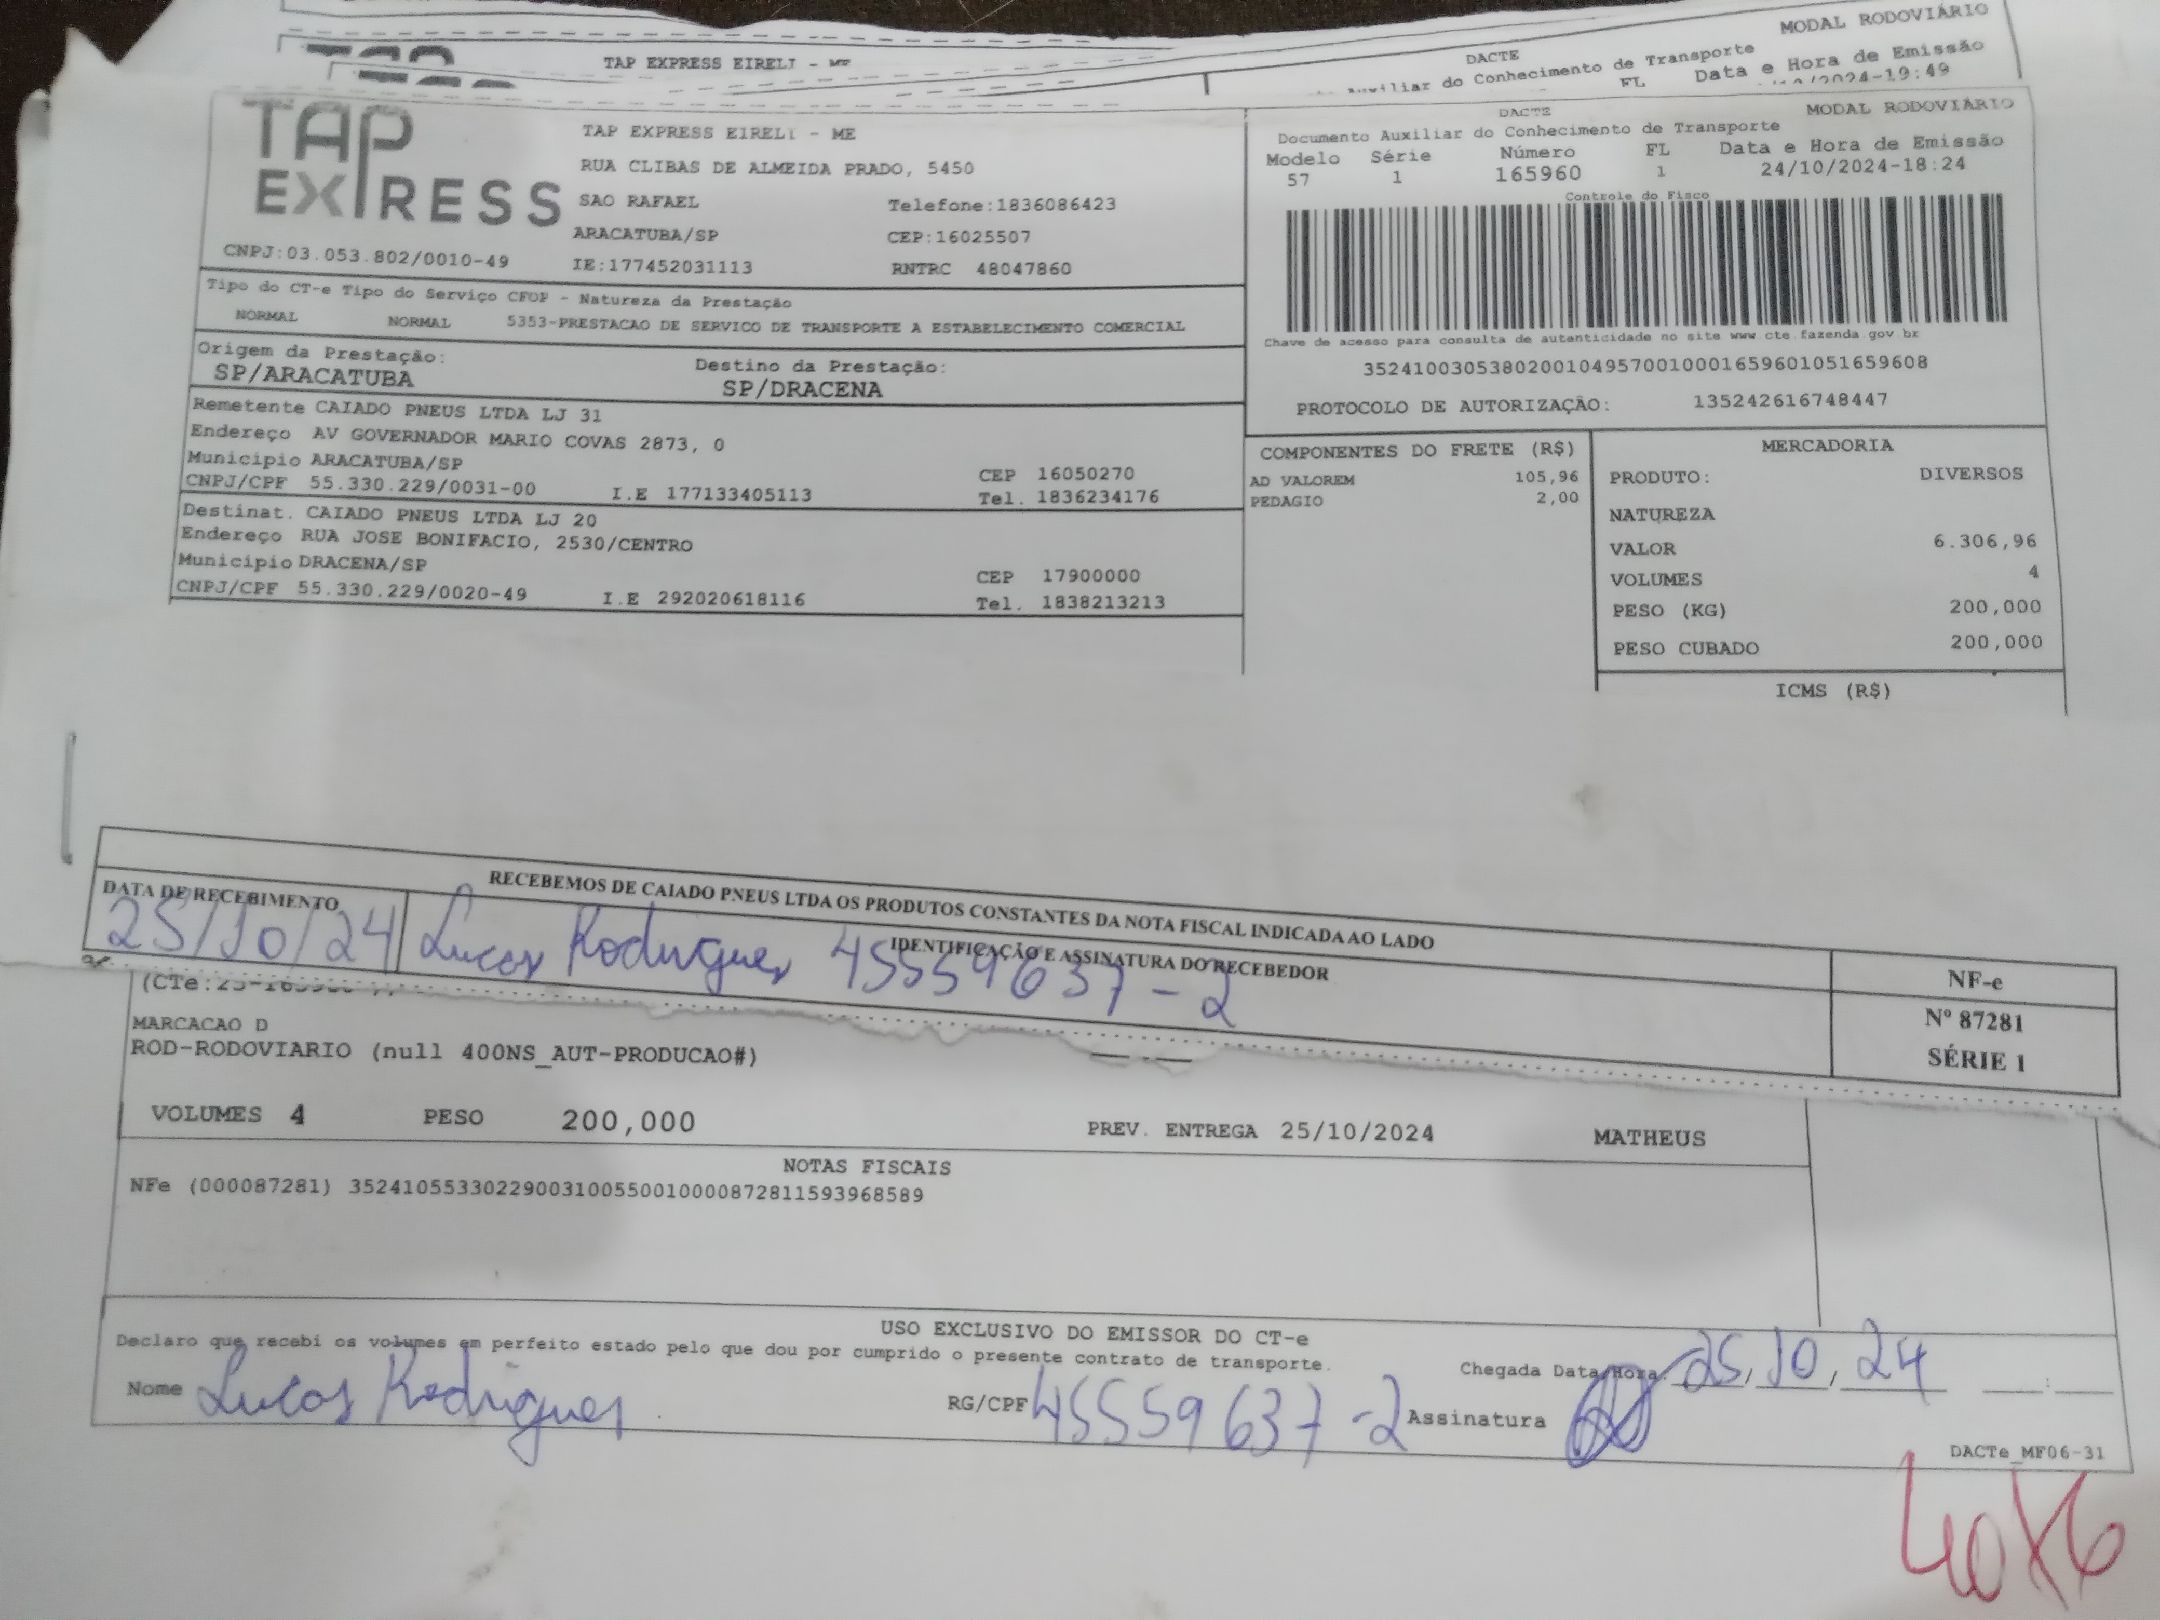 MODAL RODOVIÁRIO
DACTE
TAP EXPRESS EIRELI - ME
Auxiliar do Conhecimento de Transporte
FL Data e Hora de Emissão
/2024-19:49
TAP EXPRESS
TAP EXPRESS EIRELI - ME
RUA CLIBAS DE ALMEIDA PRADO, 5450
SAO RAFAEL Telefone:1836086423
ARACATUBA/SP CEP:16025507
CNPJ:03.053.802/0010-49 IE:177452031113 RNTRC 48047860
DACTE MODAL RODOVIÁRIO
Documento Auxiliar do Conhecimento de Transporte
Modelo Série Número FL Data e Hora de Emissão
57 1 165960 1 24/10/2024-18:24
Controle do Fisco
Chave de acesso para consulta de autenticidade no site www.cte.fazenda.gov.br
35241003053802001049570010001659601051659608
PROTOCOLO DE AUTORIZAÇÃO: 135242616748447
Tipo do CT-e Tipo do Serviço CFOP - Natureza da Prestação
NORMAL NORMAL 5353-PRESTACAO DE SERVICO DE TRANSPORTE A ESTABELECIMENTO COMERCIAL
Origem da Prestação: Destino da Prestação:
SP/ARACATUBA SP/DRACENA
Remetente CAIADO PNEUS LTDA LJ 31
Endereço AV GOVERNADOR MARIO COVAS 2873, 0
Municipio ARACATUBA/SP CEP 16050270
CNPJ/CPF 55.330.229/0031-00 I.E 177133405113 Tel. 1836234176
Destinat. CAIADO PNEUS LTDA LJ 20
Endereço RUA JOSE BONIFACIO, 2530/CENTRO
Municipio DRACENA/SP CEP 17900000
CNPJ/CPF 55.330.229/0020-49 I.E 292020618116 Tel. 1838213213
COMPONENTES DO FRETE (R$)
AD VALOREM 105,96
PEDAGIO 2,00
MERCADORIA
PRODUTO: DIVERSOS
NATUREZA
VALOR 6.306,96
VOLUMES 4
PESO (KG) 200,000
PESO CUBADO 200,000
ICMS (R$)
RECEBEMOS DE CAIADO PNEUS LTDA OS PRODUTOS CONSTANTES DA NOTA FISCAL INDICADA AO LADO
DATA DE RECEBIMENTO IDENTIFICAÇÃO E ASSINATURA DO RECEBEDOR
25/10/24 Lucas Rodrigues 45559637-2
NF-e
Nº 87281
SÉRIE 1
(CTe:
MARCACAO D
ROD-RODOVIARIO (null 400NS_AUT-PRODUCAO#)
VOLUMES 4 PESO 200,000 PREV. ENTREGA 25/10/2024 MATHEUS
NOTAS FISCAIS
NFe (000087281) 35241055330229003100550010000872811593968589
USO EXCLUSIVO DO EMISSOR DO CT-e
Declaro que recebi os volumes em perfeito estado pelo que dou por cumprido o presente contrato de transporte.
Chegada Data/Hora 25/10/24
Nome Lucas Rodrigues RG/CPF 45559637-2 Assinatura
DACTe_MF06-31